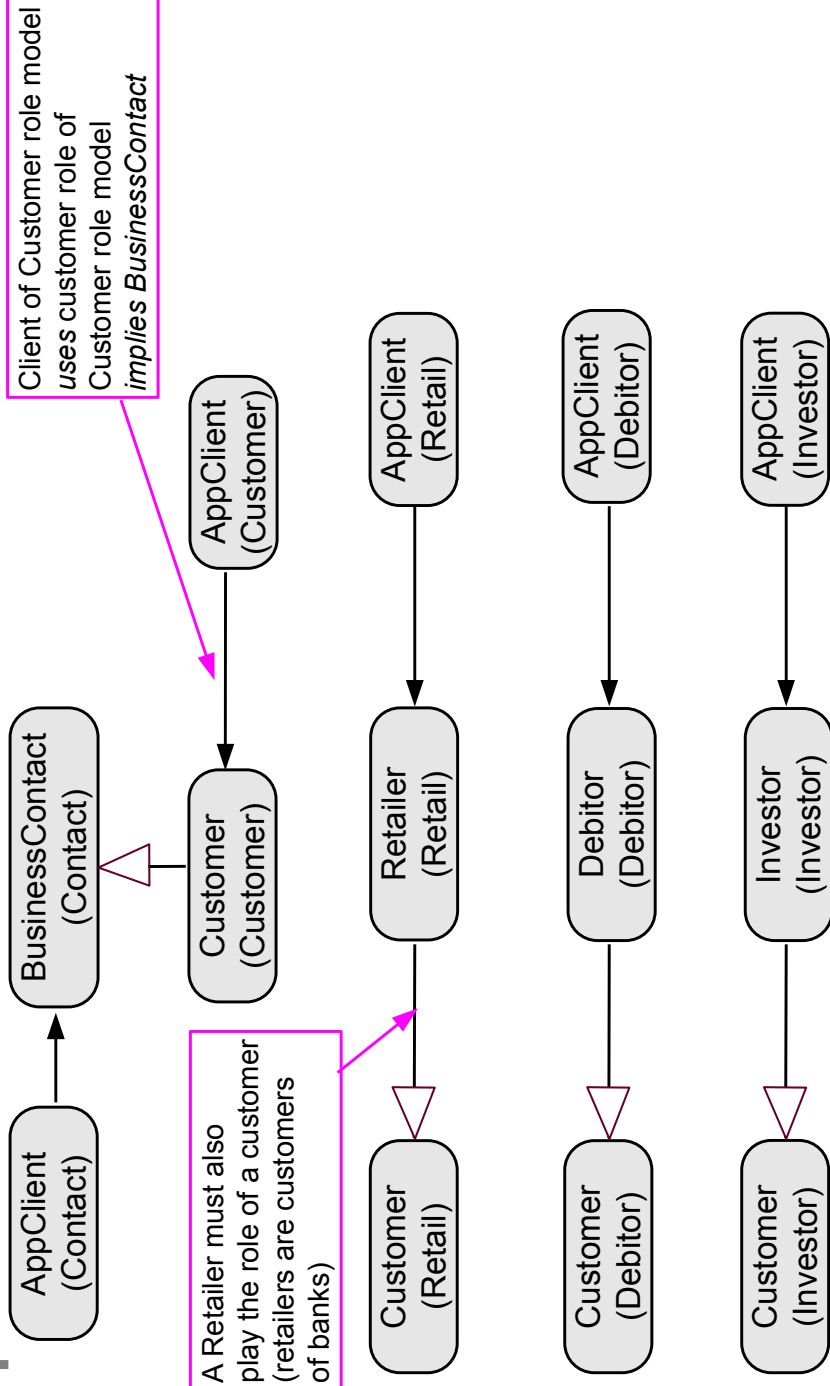 AppClient
(Contact)
BusinessContact
(Contact)
Client of Customer role model
uses customer role of
Customer role model
implies BusinessContact
Customer
(Customer)
AppClient
(Customer)
A Retailer must also
play the role of a customer
(retailers are customers
of banks)
Customer
(Retail)
Retailer
(Retail)
AppClient
(Retail)
Customer
(Debitor)
Debitor
(Debitor)
AppClient
(Debitor)
Customer
(Investor)
Investor
(Investor)
AppClient
(Investor)